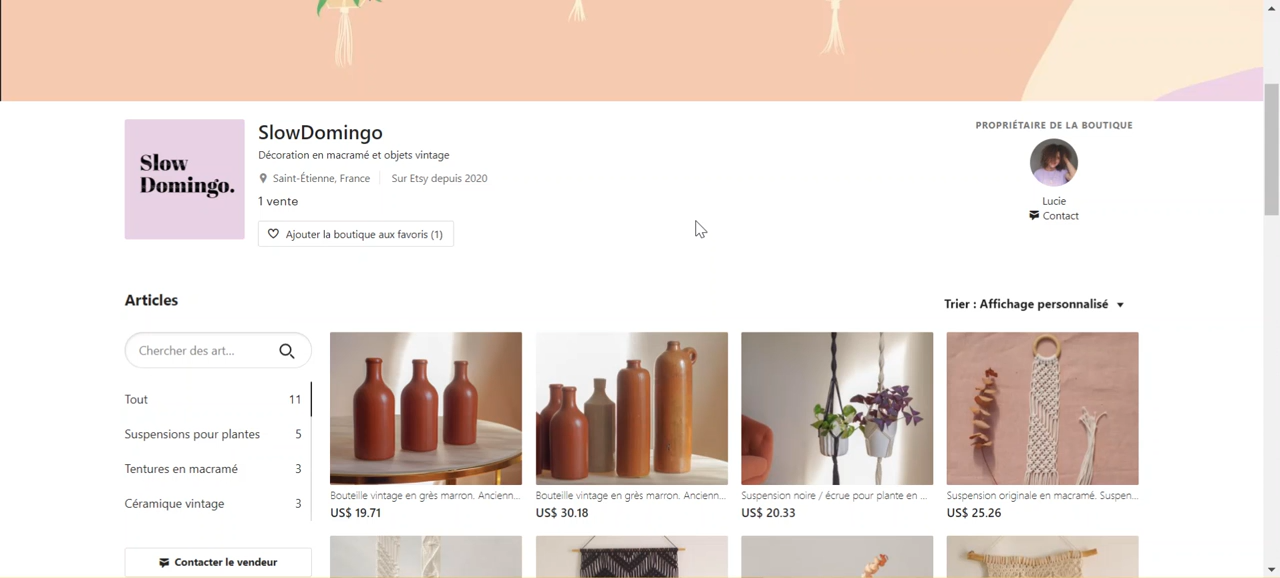 SlowDomingo
Décoration en macramé et objets vintage
Saint-Étienne, France
Sur Etsy depuis 2020
1 vente
Ajouter la boutique aux favoris (1)
Slow
Domingo.
PROPRIÉTAIRE DE LA BOUTIQUE
Lucie
Contact
Articles
Trier : Affichage personnalisé
Chercher des art...
Tout 11
Suspensions pour plantes 5
Tentures en macramé 3
Céramique vintage 3
Contacter le vendeur
Bouteille vintage en grès marron. Ancienn...
US$ 19.71
Bouteille vintage en grès marron. Ancienn...
US$ 30.18
Suspension noire / écrue pour plante en ...
US$ 20.33
Suspension originale en macramé. Suspen...
US$ 25.26